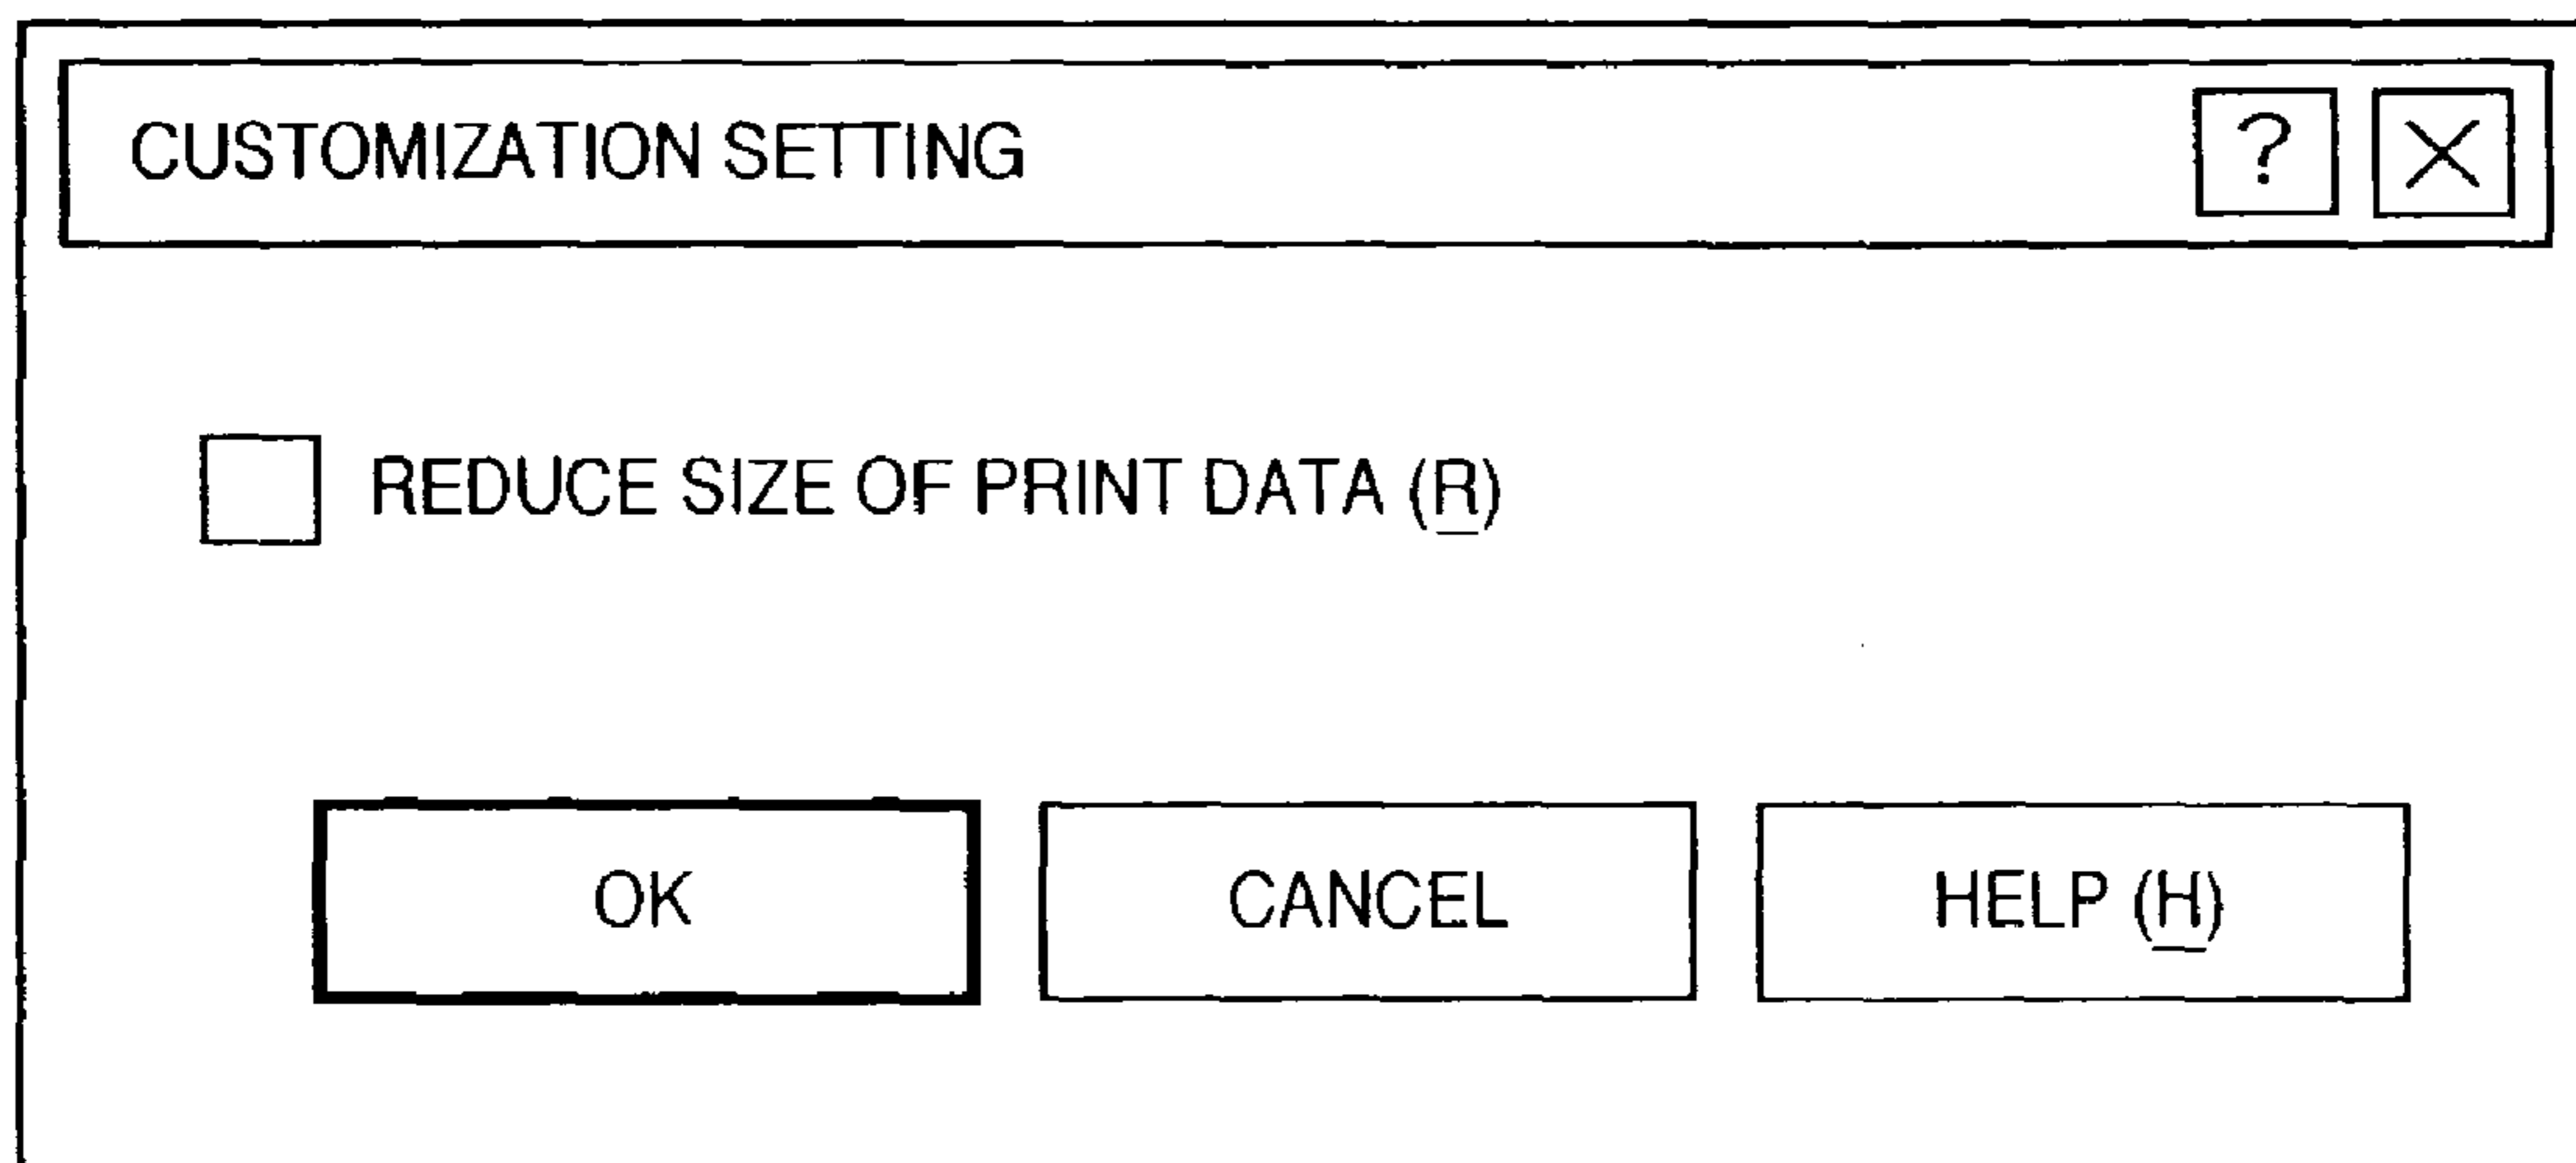 CUSTOMIZATION SETTING ? X
REDUCE SIZE OF PRINT DATA (R)
OK CANCEL HELP (H)